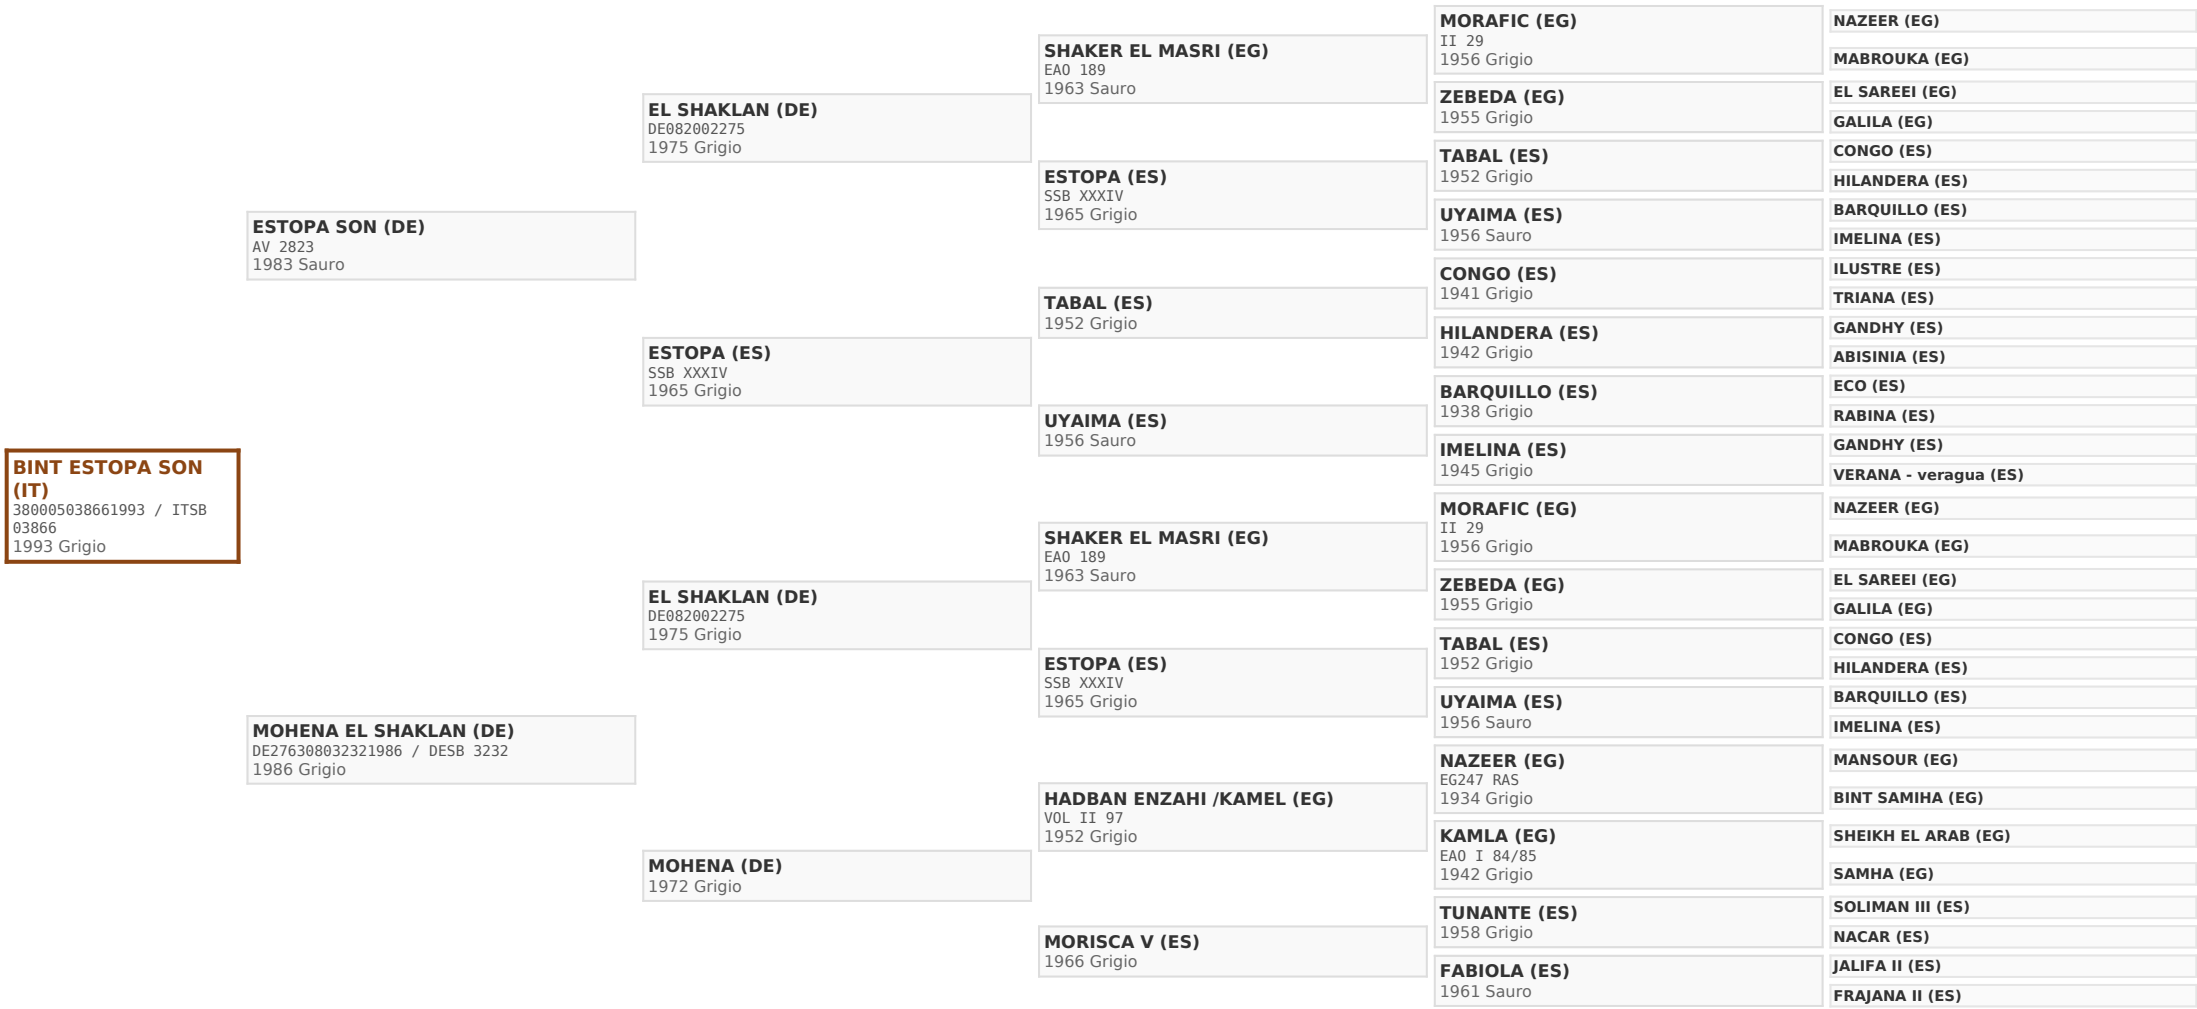 BINT ESTOPA SON
(IT)
380005038661993 / ITSB
03866
1993 Grigio
ESTOPA SON (DE)
AV 2823
1983 Sauro
MOHENA EL SHAKLAN (DE)
DE276308032321986 / DESB 3232
1986 Grigio
EL SHAKLAN (DE)
DE082002275
1975 Grigio
ESTOPA (ES)
SSB XXXIV
1965 Grigio
EL SHAKLAN (DE)
DE082002275
1975 Grigio
MOHENA (DE)
1972 Grigio
SHAKER EL MASRI (EG)
EAO 189
1963 Sauro
ESTOPA (ES)
SSB XXXIV
1965 Grigio
TABAL (ES)
1952 Grigio
UYAIMA (ES)
1956 Sauro
SHAKER EL MASRI (EG)
EAO 189
1963 Sauro
ESTOPA (ES)
SSB XXXIV
1965 Grigio
HADBAN ENZAHI /KAMEL (EG)
VOL II 97
1952 Grigio
MORISCA V (ES)
1966 Grigio
MORAFIC (EG)
II 29
1956 Grigio
ZEBEDA (EG)
1955 Grigio
TABAL (ES)
1952 Grigio
UYAIMA (ES)
1956 Sauro
CONGO (ES)
1941 Grigio
HILANDERA (ES)
1942 Grigio
BARQUILLO (ES)
1938 Grigio
IMELINA (ES)
1945 Grigio
MORAFIC (EG)
II 29
1956 Grigio
ZEBEDA (EG)
1955 Grigio
TABAL (ES)
1952 Grigio
UYAIMA (ES)
1956 Sauro
NAZEER (EG)
EG247 RAS
1934 Grigio
KAMLA (EG)
EAO I 84/85
1942 Grigio
TUNANTE (ES)
1958 Grigio
FABIOLA (ES)
1961 Sauro
NAZEER (EG)
MABROUKA (EG)
EL SAREEI (EG)
GALILA (EG)
CONGO (ES)
HILANDERA (ES)
BARQUILLO (ES)
IMELINA (ES)
ILUSTRE (ES)
TRIANA (ES)
GANDHY (ES)
ABISINIA (ES)
ECO (ES)
RABINA (ES)
GANDHY (ES)
VERANA - veragua (ES)
NAZEER (EG)
MABROUKA (EG)
EL SAREEI (EG)
GALILA (EG)
CONGO (ES)
HILANDERA (ES)
BARQUILLO (ES)
IMELINA (ES)
MANSOUR (EG)
BINT SAMIHA (EG)
SHEIKH EL ARAB (EG)
SAMHA (EG)
SOLIMAN III (ES)
NACAR (ES)
JALIFA II (ES)
FRAJANA II (ES)